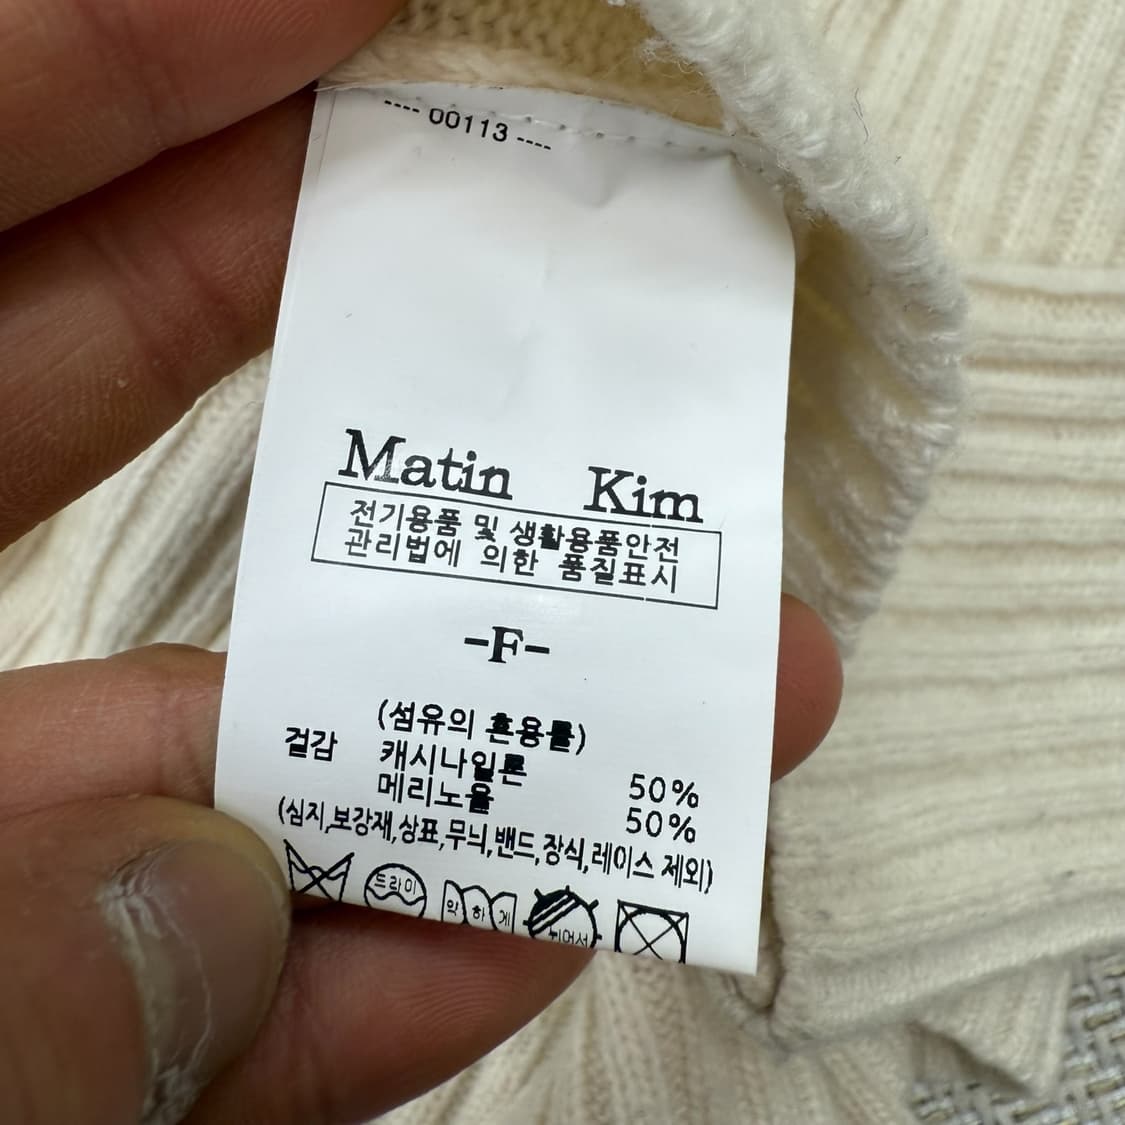 ---- 00113 ----
Matin Kim
전기용품 및 생활용품안전
관리법에 의한 품질표시
-F-
(섬유의 혼용률)
겉감 캐시나일론 50%
메리노울 50%
(심지,보강재,상표,무늬,밴드,장식,레이스 제외)
드라이
약하게
뉘어서